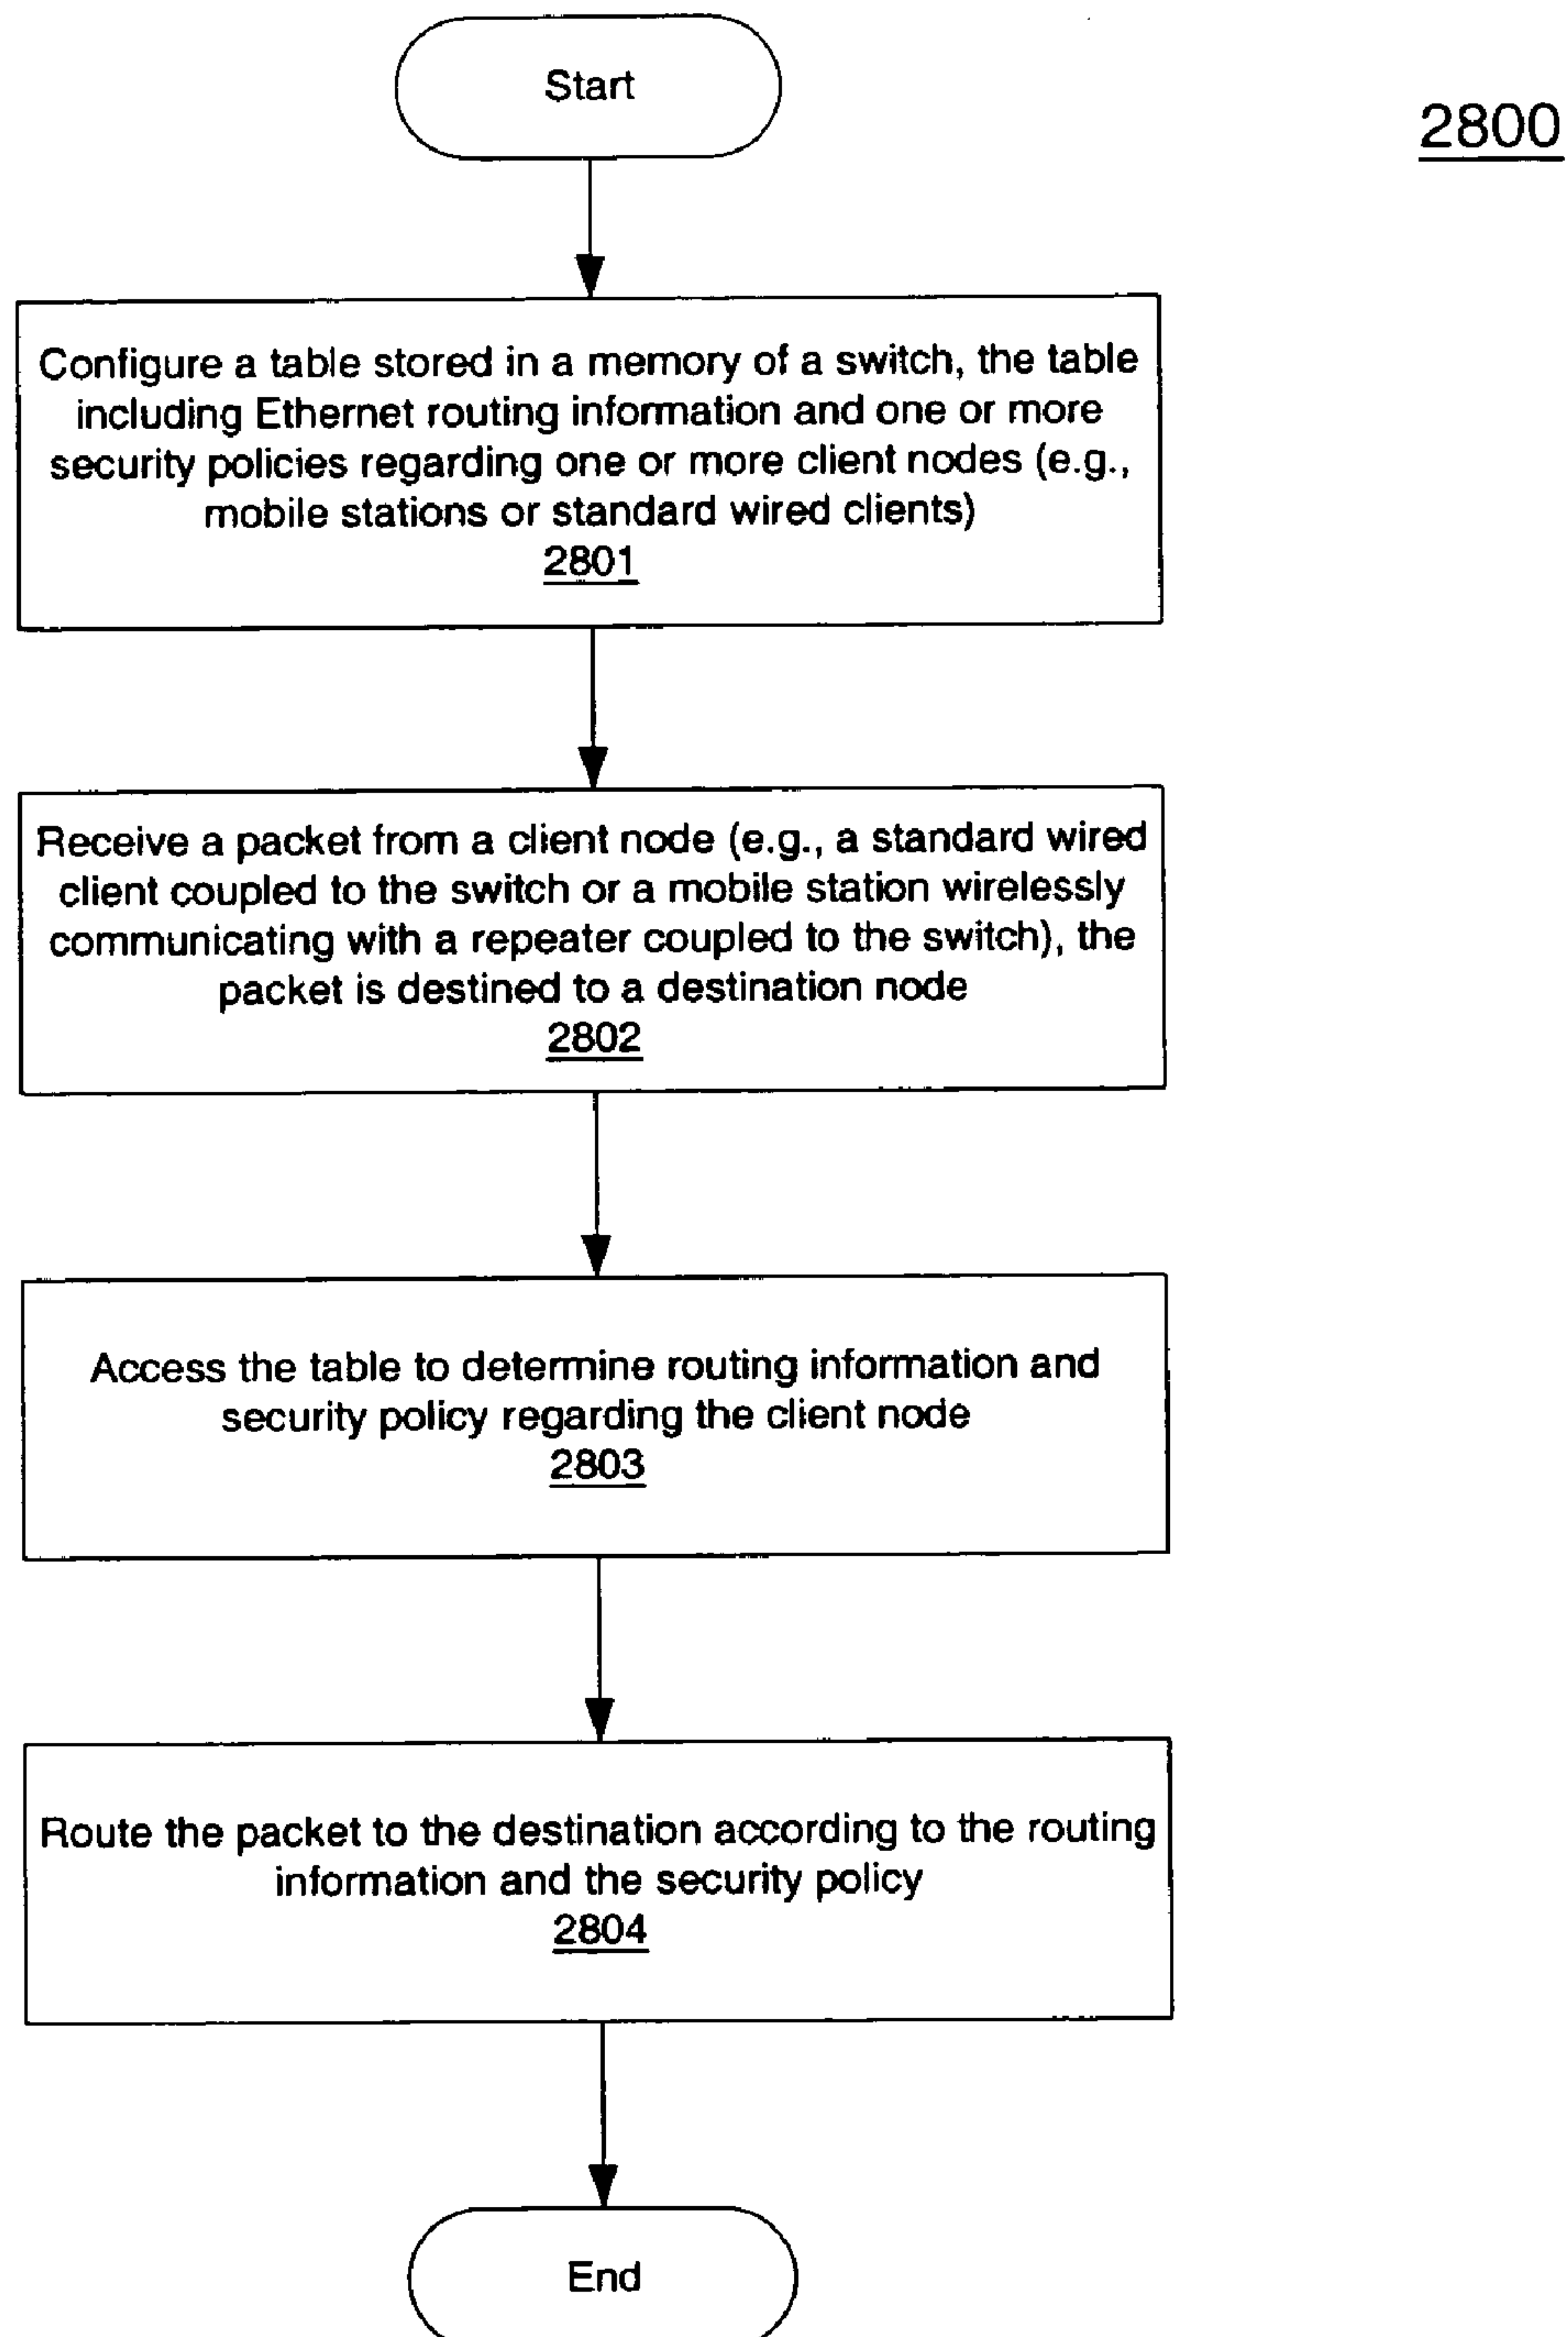 Start
2800
Configure a table stored in a memory of a switch, the table
including Ethernet routing information and one or more
security policies regarding one or more client nodes (e.g.,
mobile stations or standard wired clients)
2801
Receive a packet from a client node (e.g., a standard wired
client coupled to the switch or a mobile station wirelessly
communicating with a repeater coupled to the switch), the
packet is destined to a destination node
2802
Access the table to determine routing information and
security policy regarding the client node
2803
Route the packet to the destination according to the routing
information and the security policy
2804
End